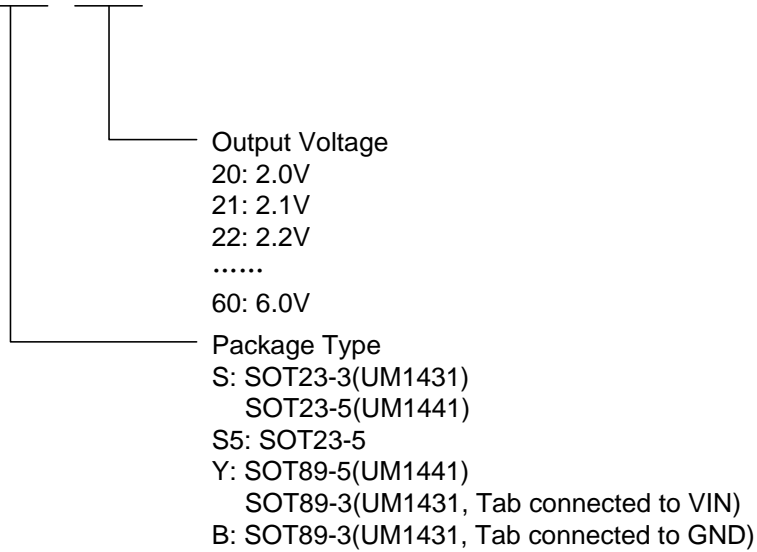 Output Voltage
20: 2.0V
21: 2.1V
22: 2.2V
······
60: 6.0V
Package Type
S: SOT23-3(UM1431)
SOT23-5(UM1441)
S5: SOT23-5
Y: SOT89-5(UM1441)
SOT89-3(UM1431, Tab connected to VIN)
B: SOT89-3(UM1431, Tab connected to GND)